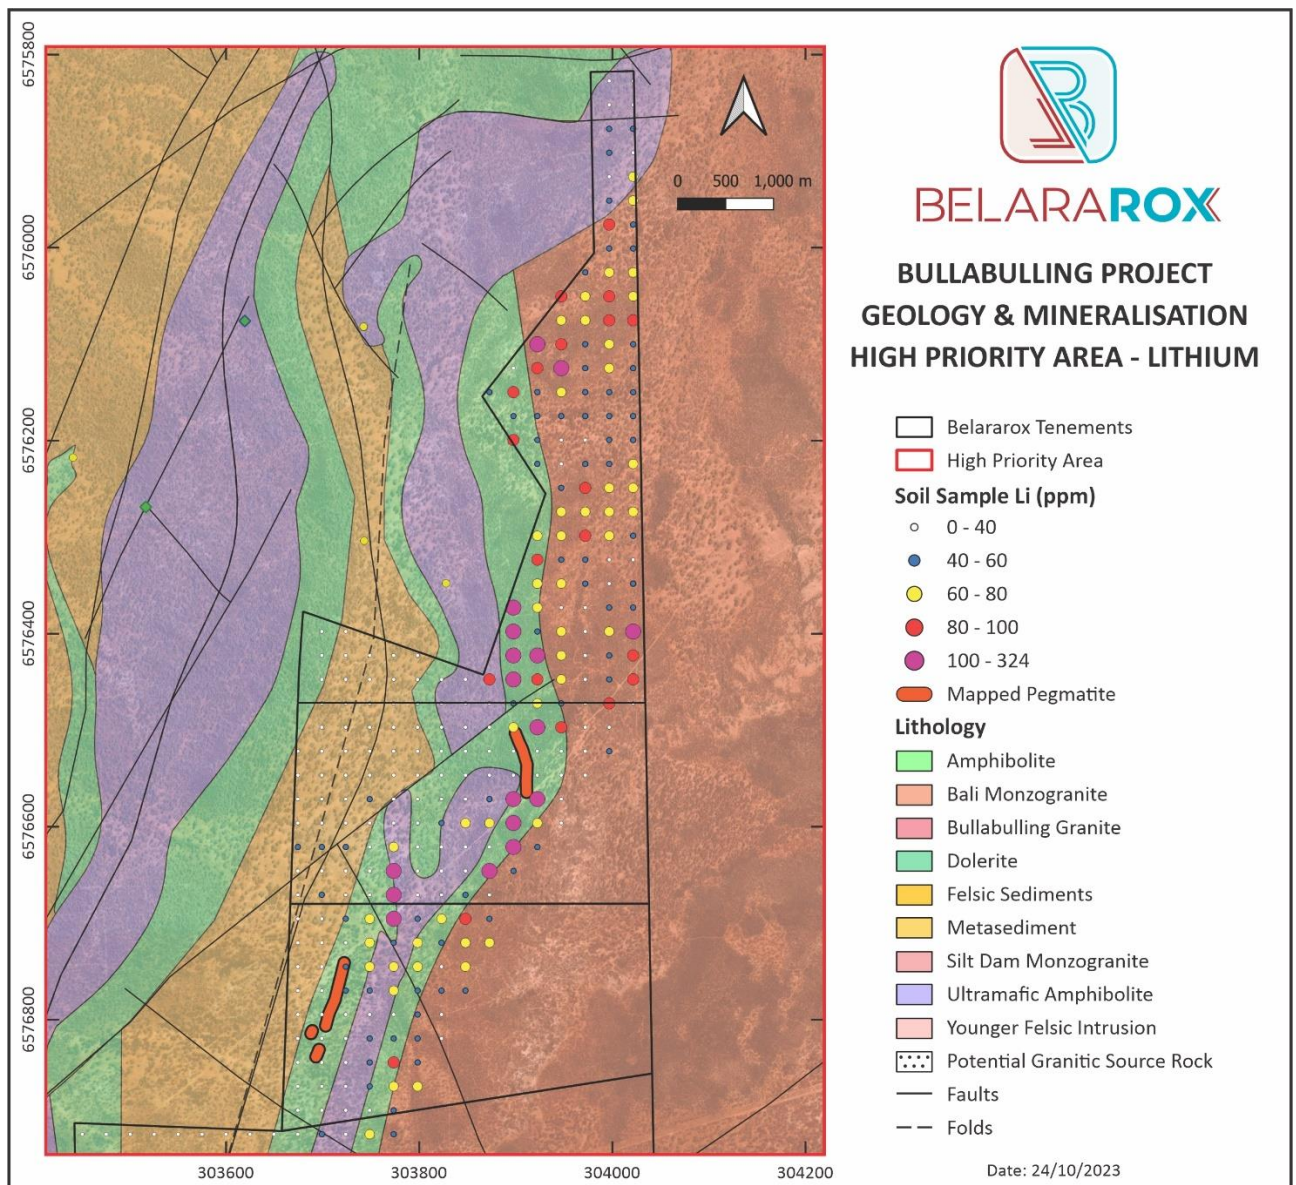 BELARAROX
BULLABULLING PROJECT
GEOLOGY & MINERALISATION
HIGH PRIORITY AREA - LITHIUM
Belararox Tenements
High Priority Area
Soil Sample Li (ppm)
0 - 40
40 - 60
60 - 80
80 - 100
100 - 324
Mapped Pegmatite
Lithology
Amphibolite
Bali Monzogranite
Bullabulling Granite
Dolerite
Felsic Sediments
Metasediment
Silt Dam Monzogranite
Ultramafic Amphibolite
Younger Felsic Intrusion
Potential Granitic Source Rock
Faults
Folds
Date: 24/10/2023
0 500 1,000 m
6575800
6576000
6576200
6576400
6576600
6576800
303600 303800 304000 304200